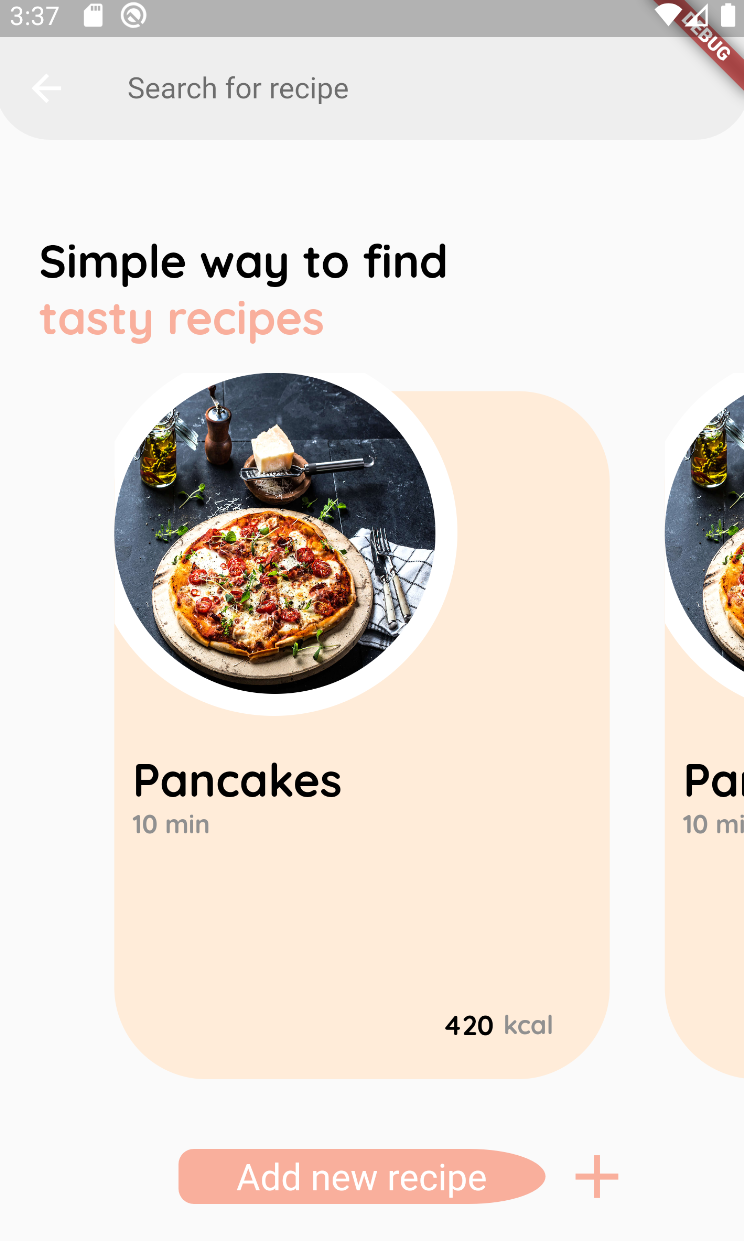 3:37
DEBUG
Search for recipe
Simple way to find
tasty recipes
Pancakes
10 min
420 kcal
Pa
10 mi
Add new recipe